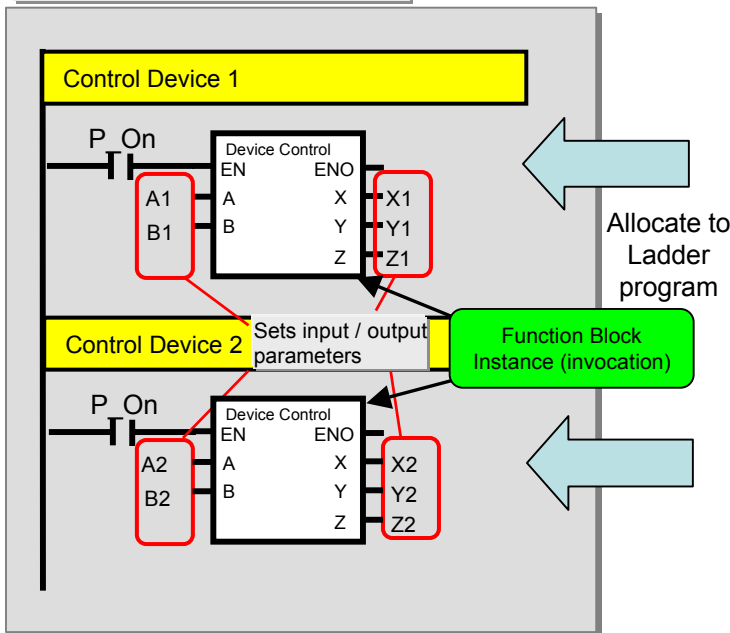 Control Device 1
P_On
Device Control
EN ENO
A1 A X X1
B1 B Y Y1
Z Z1
Allocate to
Ladder
program
Control Device 2
Sets input / output
parameters
Function Block
Instance (invocation)
P_On
Device Control
EN ENO
A2 A X X2
B2 B Y Y2
Z Z2